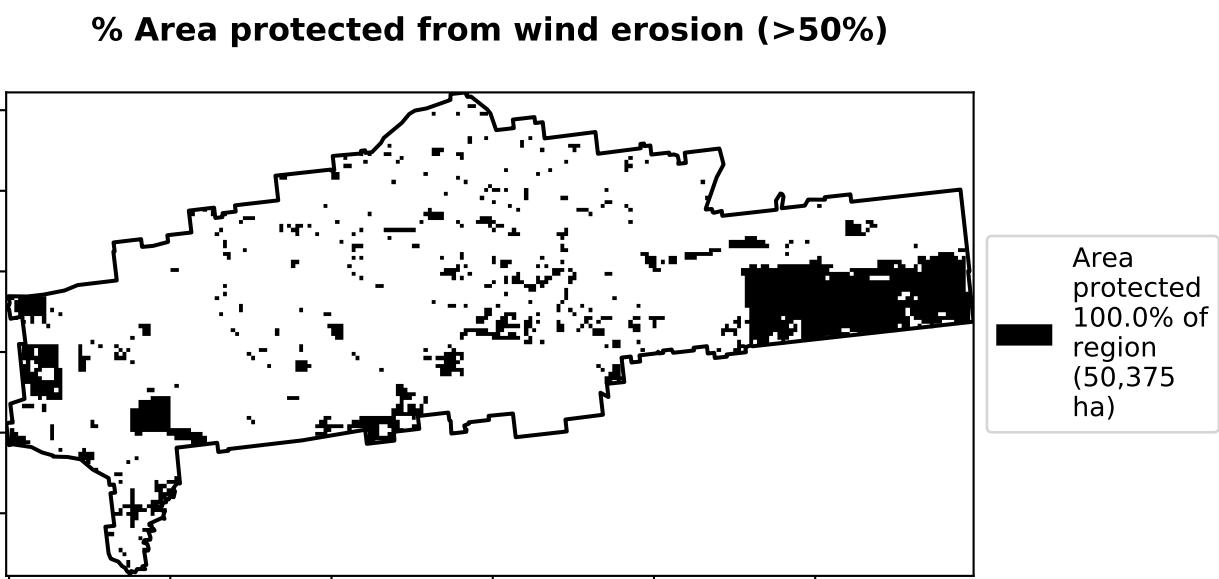 % Area protected from wind erosion (>50%)
Area
protected
100.0% of
region
(50,375
ha)